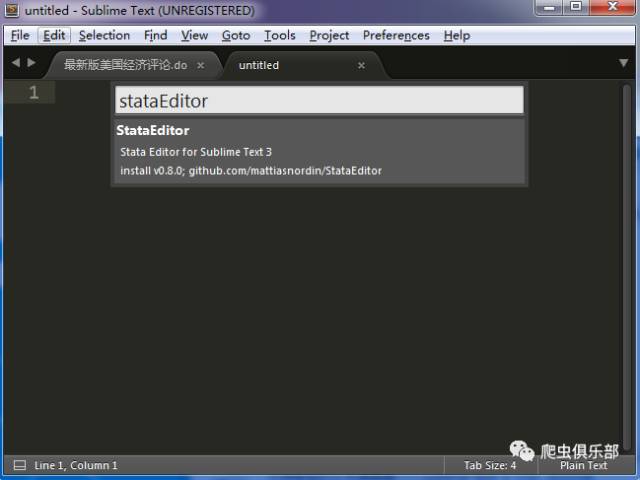 untitled - Sublime Text (UNREGISTERED)
File Edit Selection Find View Goto Tools Project Preferences Help
最新版美国经济评论.do × untitled ×
1
stataEditor
StataEditor
Stata Editor for Sublime Text 3
install v0.8.0; github.com/mattiasnordin/StataEditor
爬虫俱乐部
Line 1, Column 1 Tab Size: 4 Plain Text